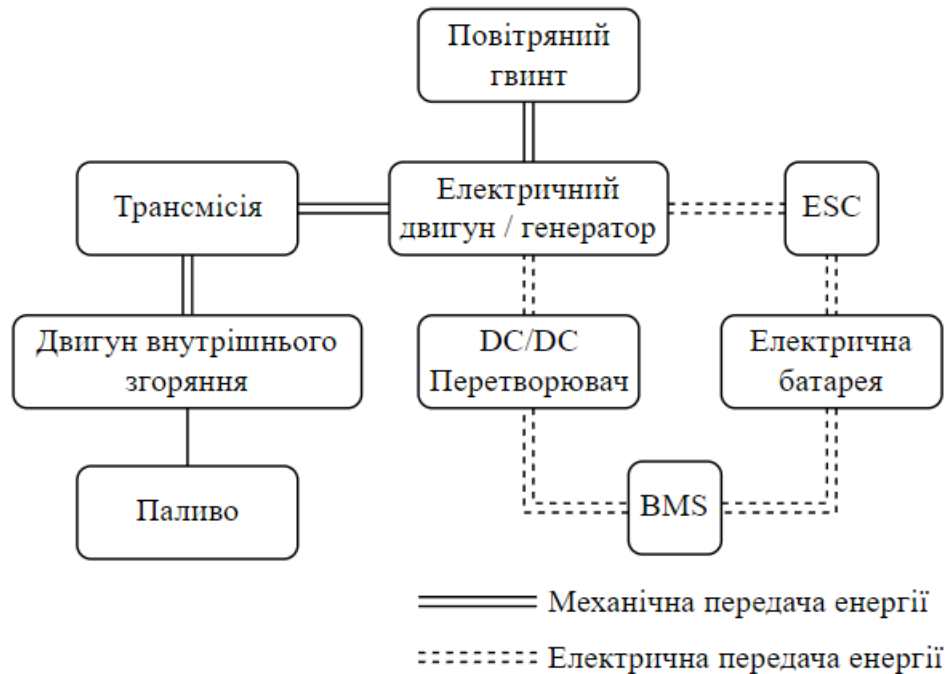 Повітряний
гвинт
Трансмісія
Електричний
двигун / генератор
ESC
Двигун внутрішнього
згоряння
DC/DC
Перетворювач
Електрична
батарея
Паливо
BMS
Механічна передача енергії
Електрична передача енергії